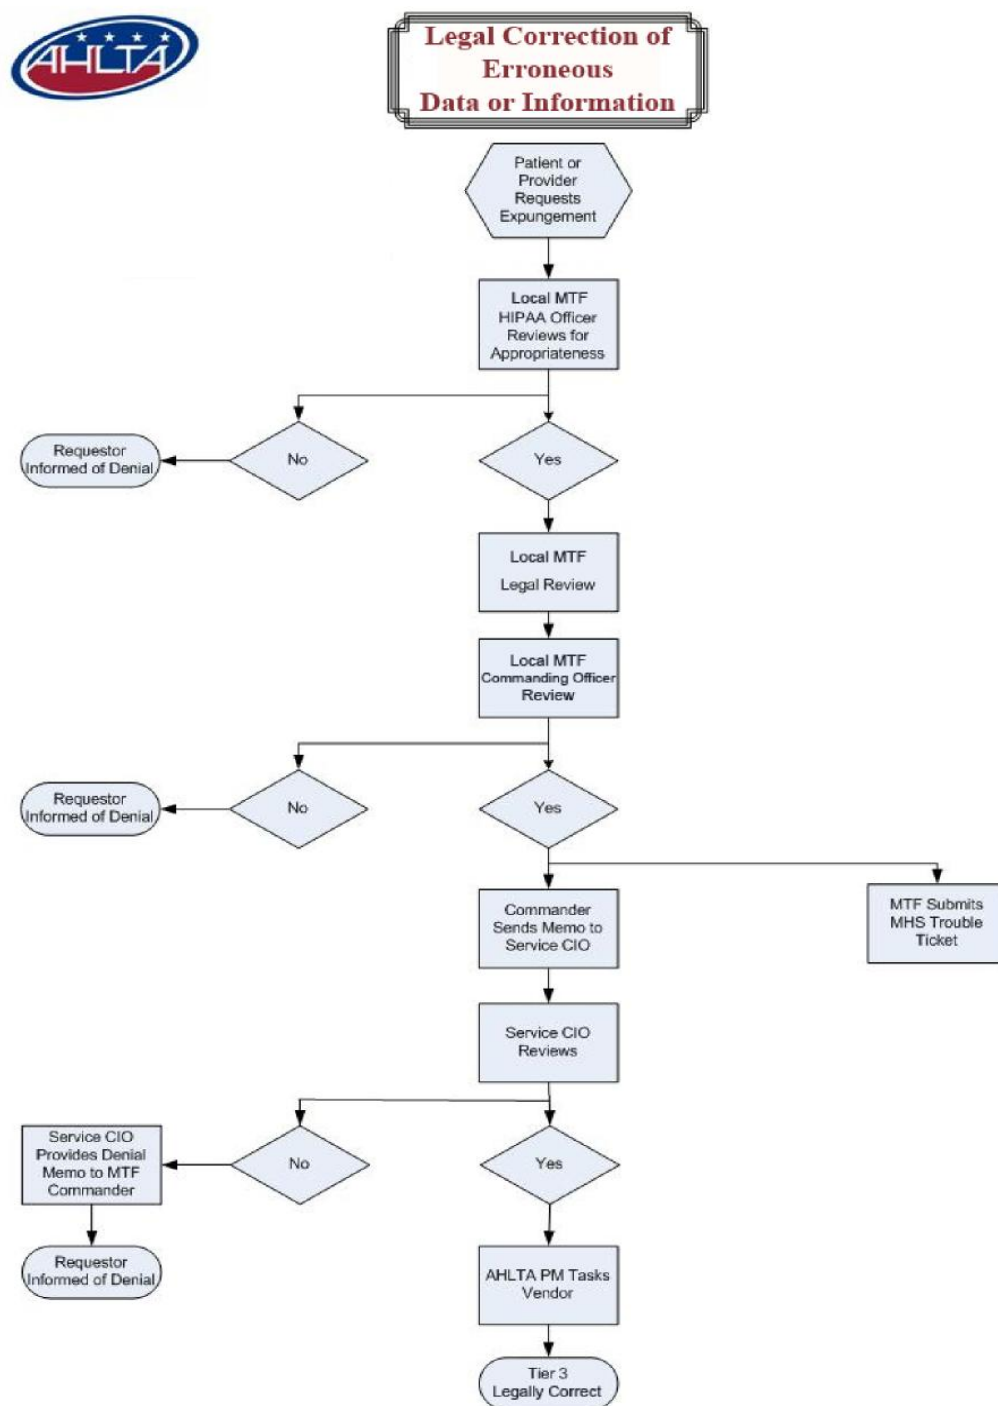 AHLTA
Legal Correction of
Erroneous
Data or Information
Patient or
Provider
Requests
Expungement
Local MTF
HIPAA Officer
Reviews for
Appropriateness
Requestor
Informed of Denial
No
Yes
Local MTF
Legal Review
Local MTF
Commanding Officer
Review
Requestor
Informed of Denial
No
Yes
Commander
Sends Memo to
Service CIO
MTF Submits
MHS Trouble
Ticket
Service CIO
Reviews
Service CIO
Provides Denial
Memo to MTF
Commander
No
Yes
Requestor
Informed of Denial
AHLTA PM Tasks
Vendor
Tier 3
Legally Correct